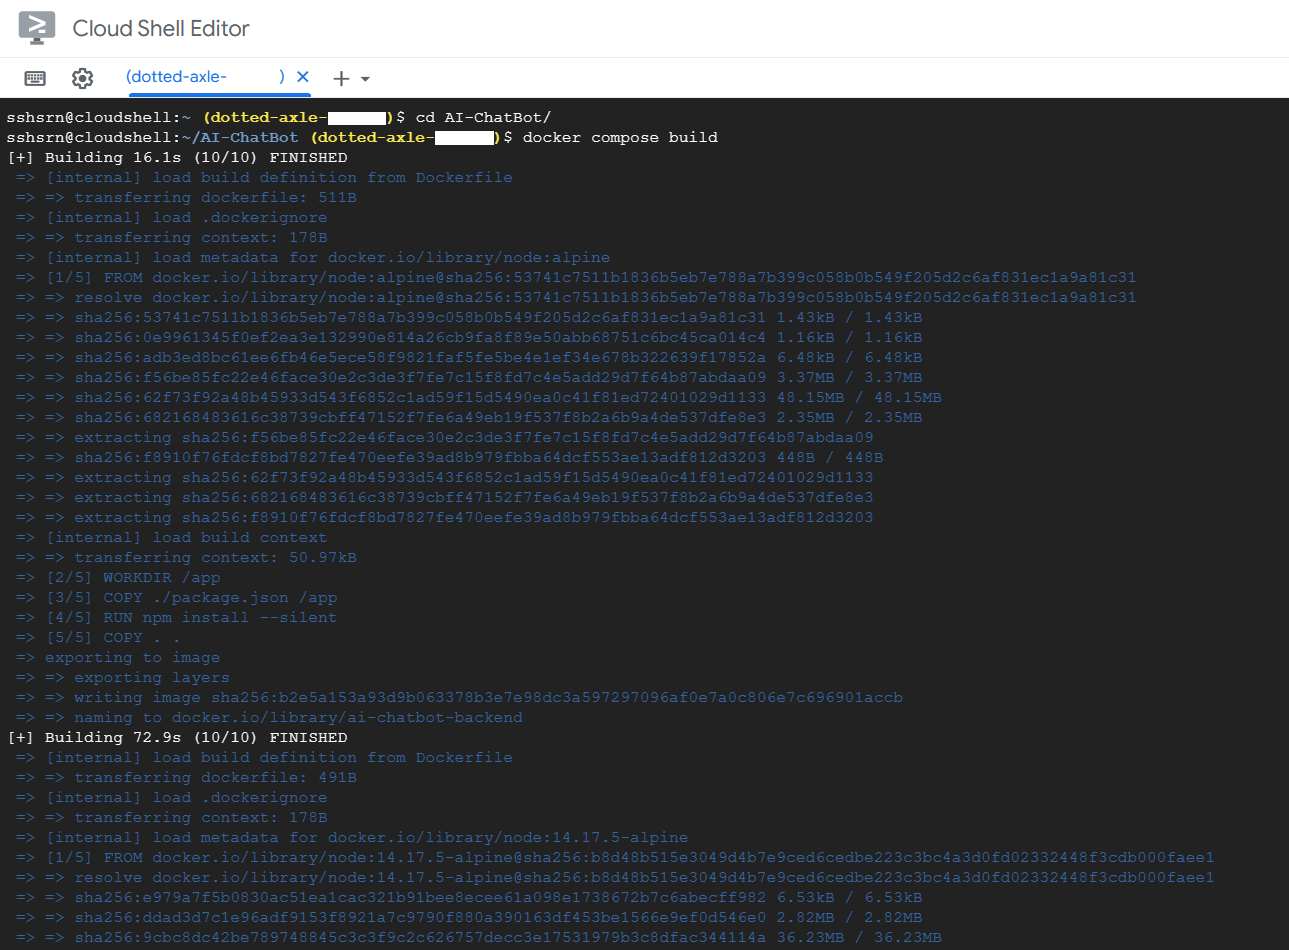 Cloud Shell Editor
(dotted-axle- )
sshsrn@cloudshell:~ (dotted-axle- )$ cd AI-ChatBot/
sshsrn@cloudshell:~/AI-ChatBot (dotted-axle- )$ docker compose build
[+] Building 16.1s (10/10) FINISHED
=> [internal] load build definition from Dockerfile
=> => transferring dockerfile: 511B
=> [internal] load .dockerignore
=> => transferring context: 178B
=> [internal] load metadata for docker.io/library/node:alpine
=> [1/5] FROM docker.io/library/node:alpine@sha256:53741c7511b1836b5eb7e788a7b399c058b0b549f205d2c6af831ec1a9a81c31
=> => resolve docker.io/library/node:alpine@sha256:53741c7511b1836b5eb7e788a7b399c058b0b549f205d2c6af831ec1a9a81c31
=> => sha256:53741c7511b1836b5eb7e788a7b399c058b0b549f205d2c6af831ec1a9a81c31 1.43kB / 1.43kB
=> => sha256:0e9961345f0ef2ea3e132990e814a26cb9fa8f89e50abb68751c6bc45ca014c4 1.16kB / 1.16kB
=> => sha256:adb3ed8bc61ee6fb46e5ece58f9821faf5fe5be4e1ef34e678b322639f17852a 6.48kB / 6.48kB
=> => sha256:f56be85fc22e46face30e2c3de3f7fe7c15f8fd7c4e5add29d7f64b87abdaa09 3.37MB / 3.37MB
=> => sha256:62f73f92a48b45933d543f6852c1ad59f15d5490ea0c41f81ed72401029d1133 48.15MB / 48.15MB
=> => sha256:682168483616c38739cbff47152f7fe6a49eb19f537f8b2a6b9a4de537dfe8e3 2.35MB / 2.35MB
=> => extracting sha256:f56be85fc22e46face30e2c3de3f7fe7c15f8fd7c4e5add29d7f64b87abdaa09
=> => sha256:f8910f76fdcf8bd7827fe470eefe39ad8b979fbba64dcf553ae13adf812d3203 448B / 448B
=> => extracting sha256:62f73f92a48b45933d543f6852c1ad59f15d5490ea0c41f81ed72401029d1133
=> => extracting sha256:682168483616c38739cbff47152f7fe6a49eb19f537f8b2a6b9a4de537dfe8e3
=> => extracting sha256:f8910f76fdcf8bd7827fe470eefe39ad8b979fbba64dcf553ae13adf812d3203
=> [internal] load build context
=> => transferring context: 50.97kB
=> [2/5] WORKDIR /app
=> [3/5] COPY ./package.json /app
=> [4/5] RUN npm install --silent
=> [5/5] COPY . .
=> exporting to image
=> => exporting layers
=> => writing image sha256:b2e5a153a93d9b063378b3e7e98dc3a597297096af0e7a0c806e7c696901accb
=> => naming to docker.io/library/ai-chatbot-backend
[+] Building 72.9s (10/10) FINISHED
=> [internal] load build definition from Dockerfile
=> => transferring dockerfile: 491B
=> [internal] load .dockerignore
=> => transferring context: 178B
=> [internal] load metadata for docker.io/library/node:14.17.5-alpine
=> [1/5] FROM docker.io/library/node:14.17.5-alpine@sha256:b8d48b515e3049d4b7e9ced6cedbe223c3bc4a3d0fd02332448f3cdb000faee1
=> => resolve docker.io/library/node:14.17.5-alpine@sha256:b8d48b515e3049d4b7e9ced6cedbe223c3bc4a3d0fd02332448f3cdb000faee1
=> => sha256:e979a7f5b0830ac51ea1cac321b91bee8ecee61a098e1738672b7c6abecff982 6.53kB / 6.53kB
=> => sha256:ddad3d7c1e96adf9153f8921a7c9790f880a390163df453be1566e9ef0d546e0 2.82MB / 2.82MB
=> => sha256:9cbc8dc42be789748845c3c3f9c2c626757decc3e17531979b3c8dfac344114a 36.23MB / 36.23MB